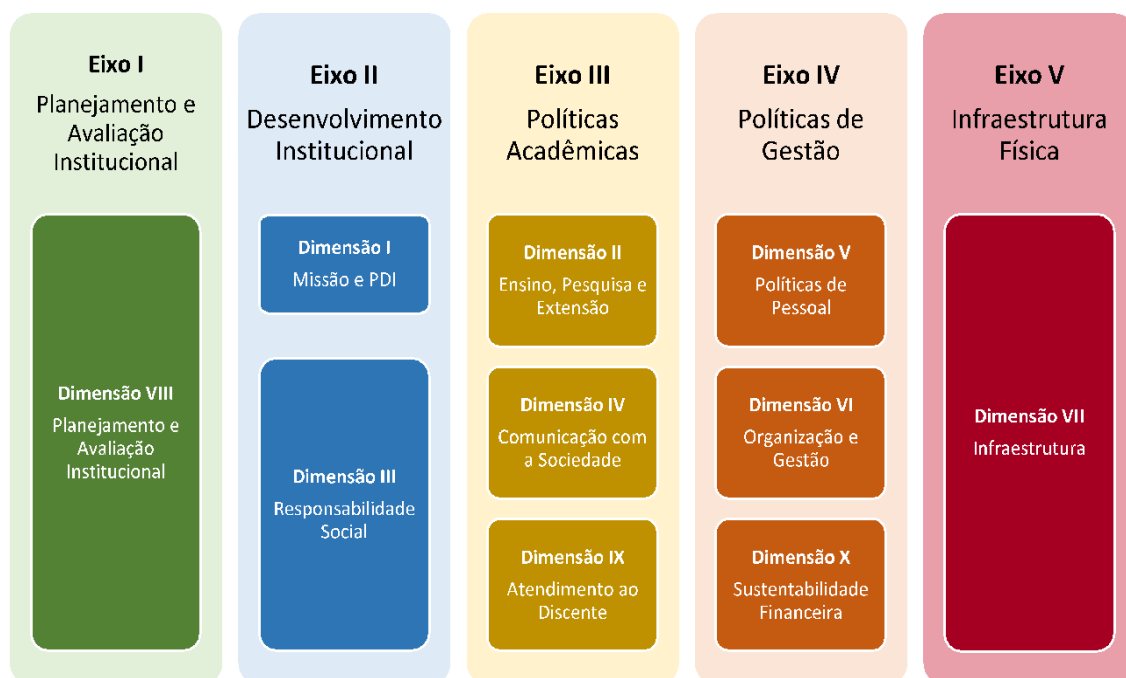 Eixo I
Planejamento e
Avaliação
Institucional
Dimensão VIII
Planejamento e
Avaliação
Institucional
Eixo II
Desenvolvimento
Institucional
Dimensão I
Missão e PDI
Dimensão III
Responsabilidade
Social
Eixo III
Políticas
Acadêmicas
Dimensão II
Ensino, Pesquisa e
Extensão
Dimensão IV
Comunicação com
a Sociedade
Dimensão IX
Atendimento ao
Discente
Eixo IV
Políticas de
Gestão
Dimensão V
Políticas de
Pessoal
Dimensão VI
Organização e
Gestão
Dimensão X
Sustentabilidade
Financeira
Eixo V
Infraestrutura
Física
Dimensão VII
Infraestrutura